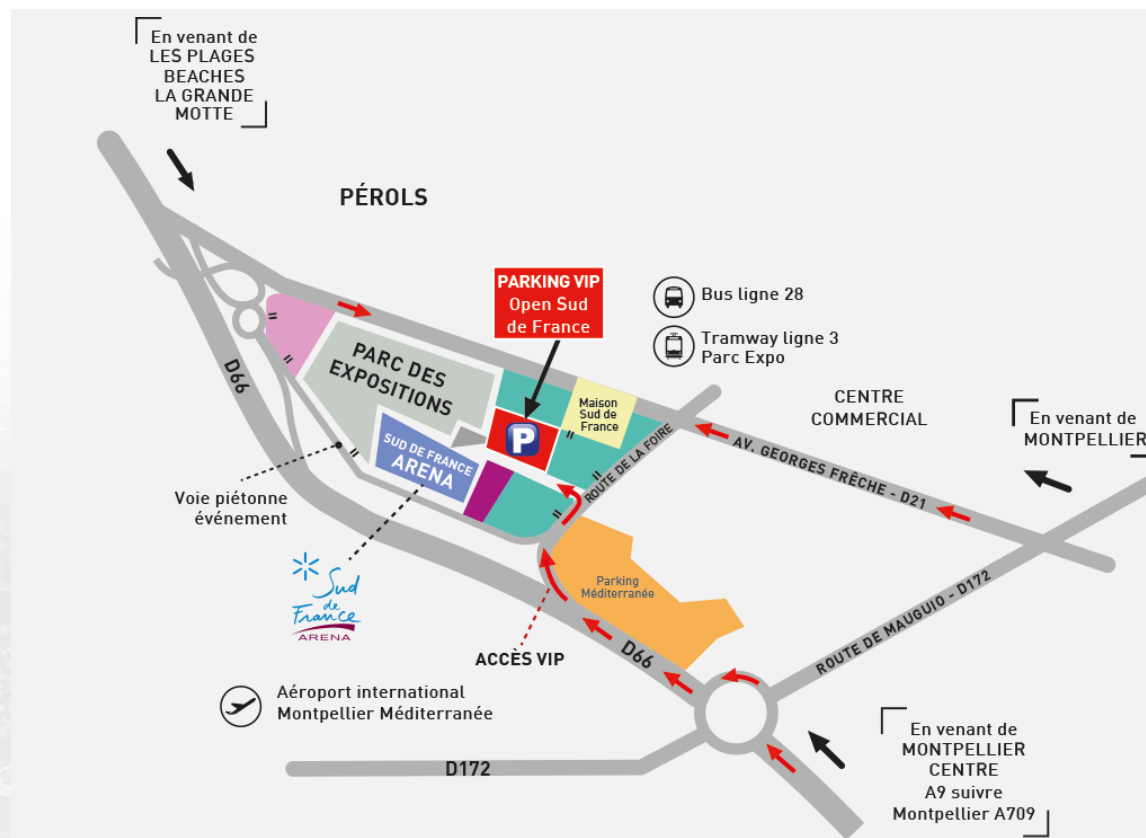 En venant de
LES PLAGES
BEACHES
LA GRANDE
MOTTE
PÉROLS
PARKING VIP
Open Sud
de France
Bus ligne 28
Tramway ligne 3
Parc Expo
CENTRE
COMMERCIAL
En venant de
MONTPELLIER
D66
PARC DES
EXPOSITIONS
P
Maison
Sud de
France
SUD DE FRANCE
ARENA
ROUTE DE LA FOIRE
AV. GEORGES FRÊCHE - D21
Voie piétonne
événement
Sud
de
France
ARENA
Parking
Méditerranée
ROUTE DE MAUGUIO - D172
ACCÈS VIP
D66
Aéroport international
Montpellier Méditerranée
D172
En venant de
MONTPELLIER
CENTRE
A9 suivre
Montpellier A709